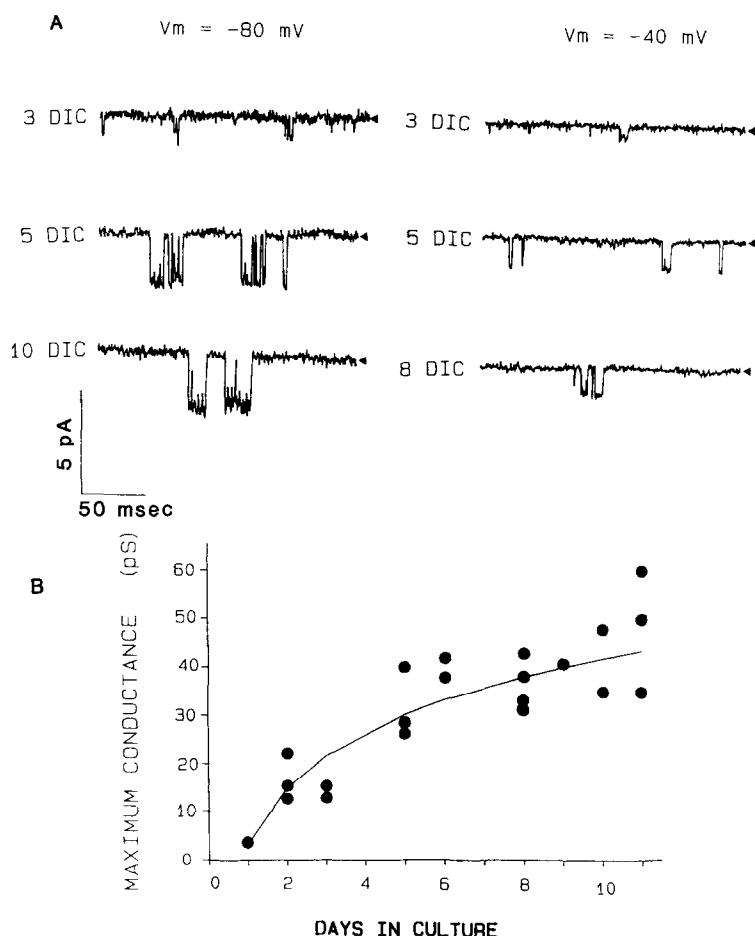 A
Vm = -80 mV
Vm = -40 mV
3 DIC
3 DIC
5 DIC
5 DIC
10 DIC
8 DIC
5 pA
50 msec
B
MAXIMUM CONDUCTANCE (pS)
60
50
40
30
20
10
0
0 2 4 6 8 10
DAYS IN CULTURE